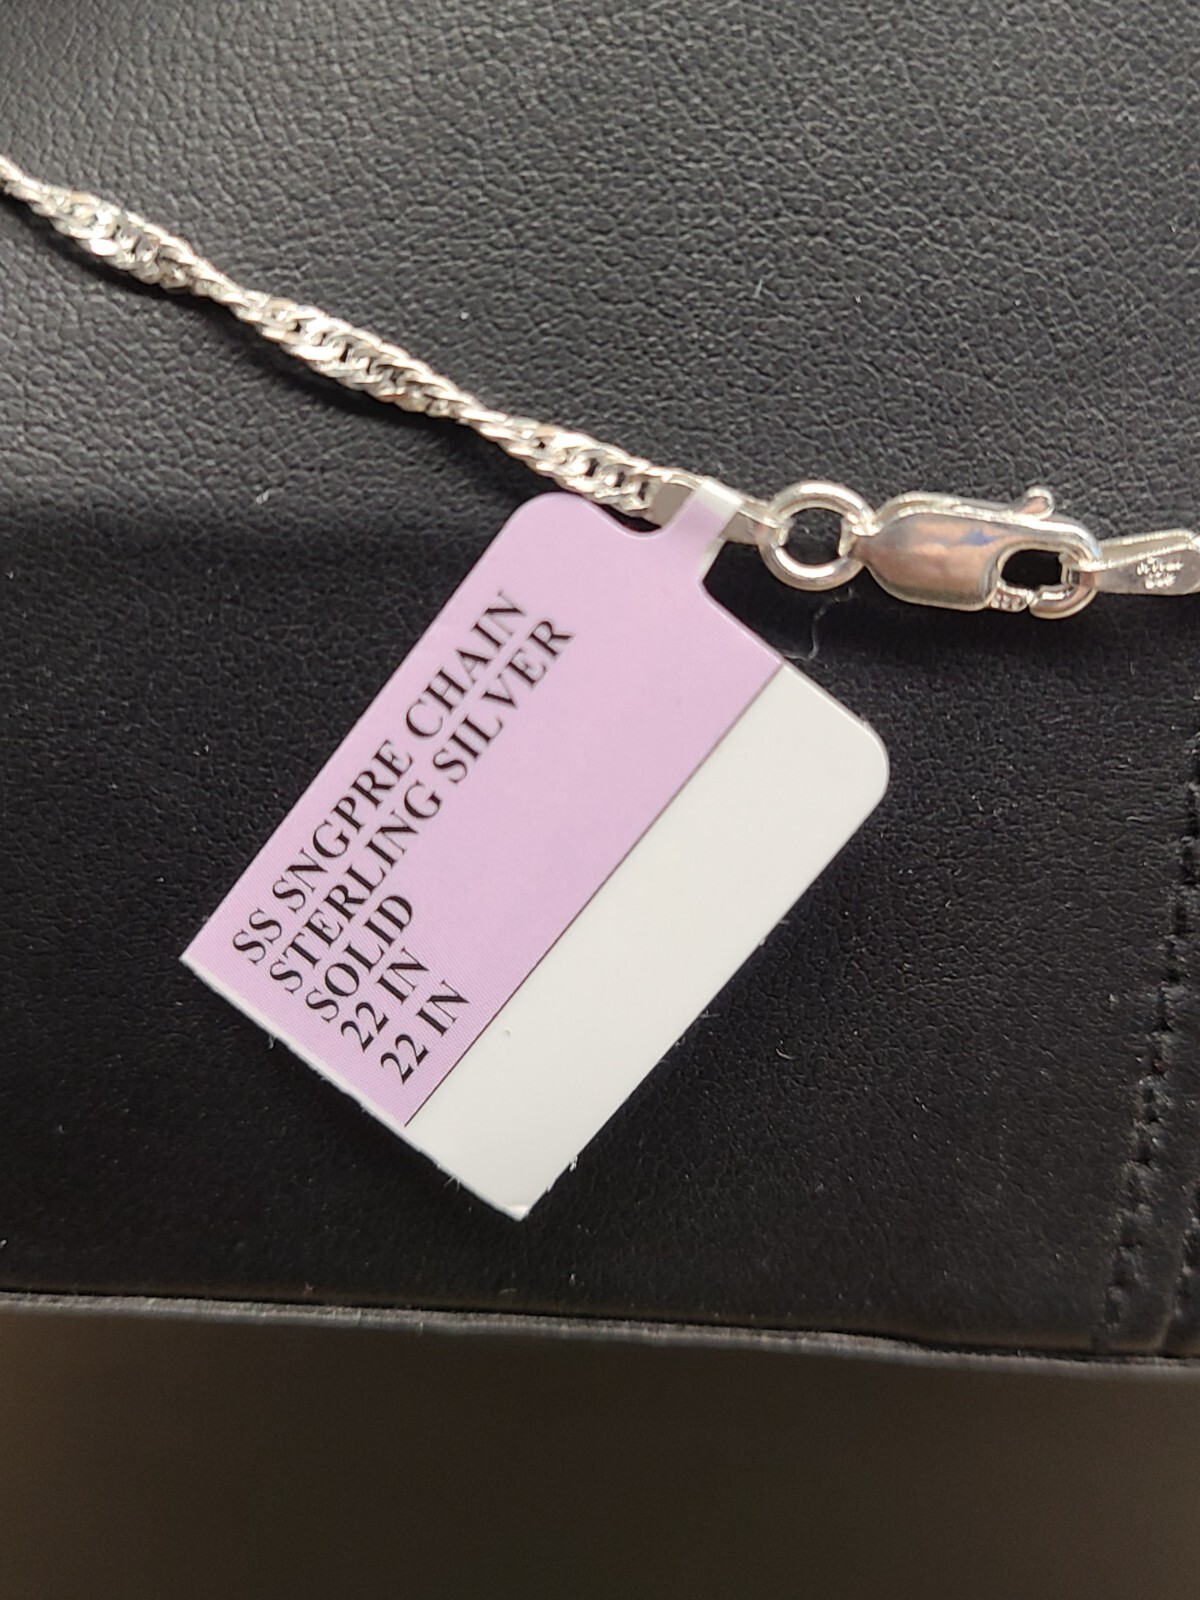 SS SNGPRE CHAIN
STERLING SILVER
SOLID
22 IN
22 IN